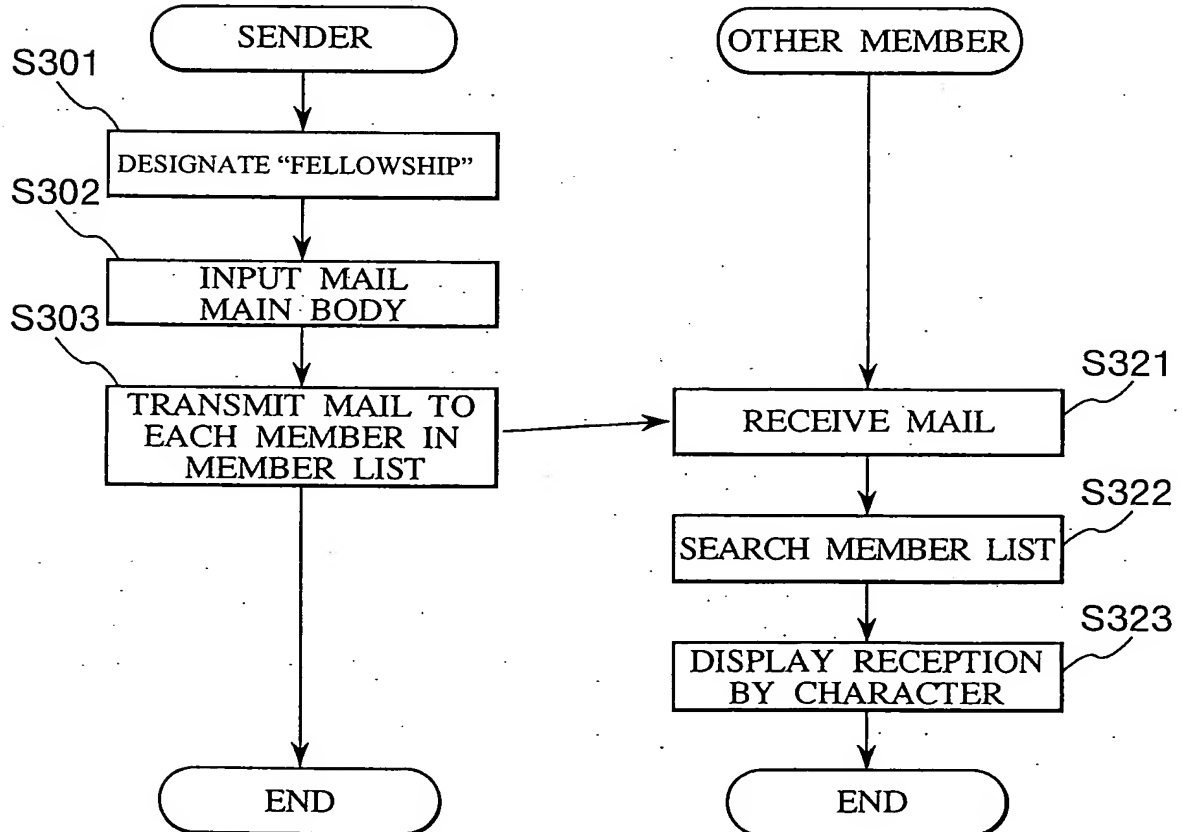 SENDER
S301
DESIGNATE “FELLOWSHIP”
S302
INPUT MAIL
MAIN BODY
S303
TRANSMIT MAIL TO
EACH MEMBER IN
MEMBER LIST
END
OTHER MEMBER
S321
RECEIVE MAIL
S322
SEARCH MEMBER LIST
S323
DISPLAY RECEPTION
BY CHARACTER
END